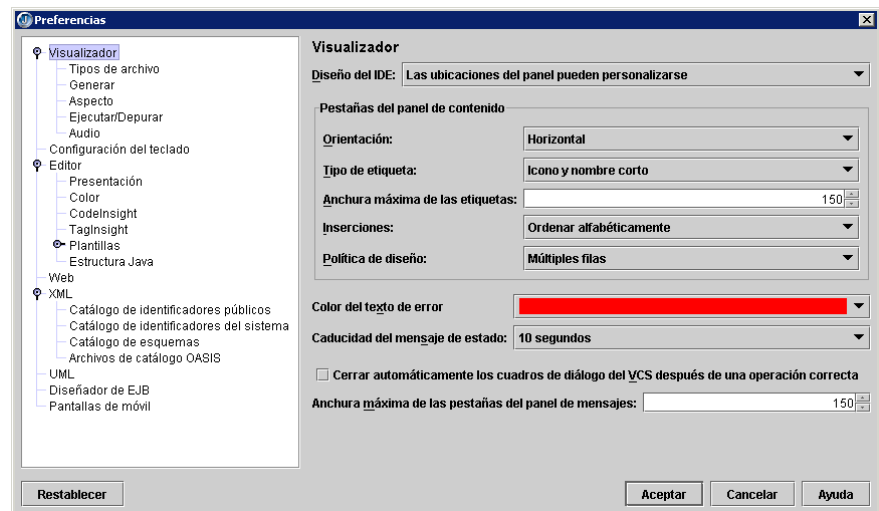 Preferencias
Visualizador
Tipos de archivo
Generar
Aspecto
Ejecutar/Depurar
Audio
Configuración del teclado
Editor
Presentación
Color
CodeInsight
TagInsight
Plantillas
Estructura Java
Web
XML
Catálogo de identificadores públicos
Catálogo de identificadores del sistema
Catálogo de esquemas
Archivos de catálogo OASIS
UML
Diseñador de EJB
Pantallas de móvil
Visualizador
Diseño del IDE: Las ubicaciones del panel pueden personalizarse
Pestañas del panel de contenido
Orientación: Horizontal
Tipo de etiqueta: Icono y nombre corto
Anchura máxima de las etiquetas: 150
Inserciones: Ordenar alfabéticamente
Política de diseño: Múltiples filas
Color del texto de error
Caducidad del mensaje de estado: 10 segundos
Cerrar automáticamente los cuadros de diálogo del VCS después de una operación correcta
Anchura máxima de las pestañas del panel de mensajes: 150
Restablecer Aceptar Cancelar Ayuda